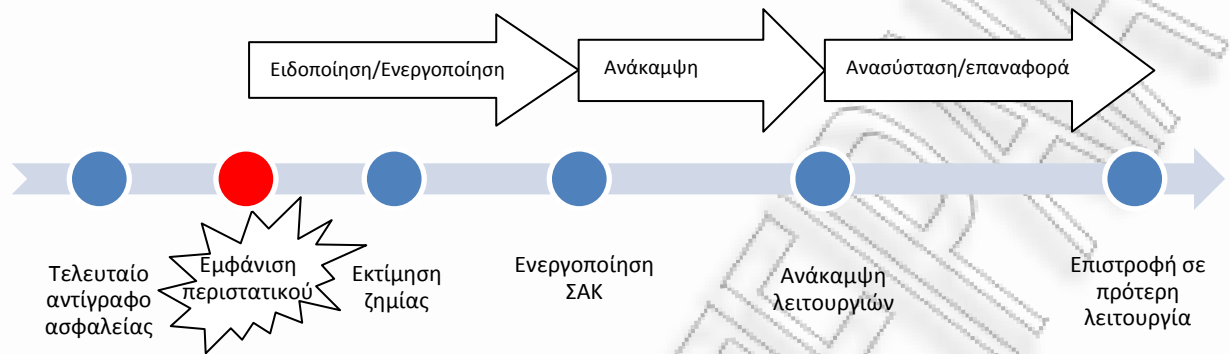 Ειδοποίηση/Ενεργοποίηση
Ανάκαμψη
Ανασύσταση/επαναφορά
Τελευταίο
αντίγραφο
ασφαλείας
Εμφάνιση
περιστατικού
Εκτίμηση
ζημίας
Ενεργοποίηση
ΣΑΚ
Ανάκαμψη
λειτουργιών
Επιστροφή σε
πρότερη
λειτουργία